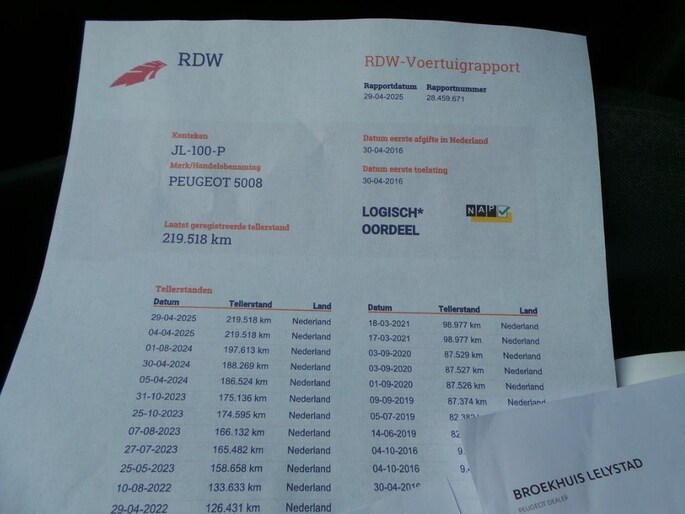 RDW
RDW-Voertuigrapport
Rapportdatum Rapportnummer
29-04-2025 28.459.671
Kenteken
JL-100-P
Merk/Handelsbenaming
PEUGEOT 5008
Laatst geregistreerde tellerstand
219.518 km
Datum eerste afgifte in Nederland
30-04-2016
Datum eerste toelating
30-04-2016
LOGISCH*
OORDEEL
NAP
Tellerstanden
Datum Tellerstand Land
29-04-2025 219.518 km Nederland
04-04-2025 219.518 km Nederland
01-08-2024 197.613 km Nederland
30-04-2024 188.269 km Nederland
05-04-2024 186.524 km Nederland
31-10-2023 175.136 km Nederland
25-10-2023 174.595 km Nederland
07-08-2023 166.132 km Nederland
27-07-2023 165.482 km Nederland
25-05-2023 158.658 km Nederland
10-08-2022 133.633 km Nederland
29-04-2022 126.431 km Nederland
Datum Tellerstand Land
18-03-2021 98.977 km Nederland
17-03-2021 98.977 km Nederland
03-09-2020 87.529 km Nederland
03-09-2020 87.527 km Nederland
01-09-2020 87.526 km Nederland
09-09-2019 87.374 km Nederland
05-07-2019 82.382
14-06-2019 82
04-10-2016 9.
04-10-2016 9.
30-04-2016
BROEKHUIS LELYSTAD
PEUGEOT DEALER